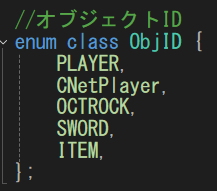 //オブジェクトID
enum class ObjID {
PLAYER,
CNetPlayer,
OCTROCK,
SWORD,
ITEM,
};